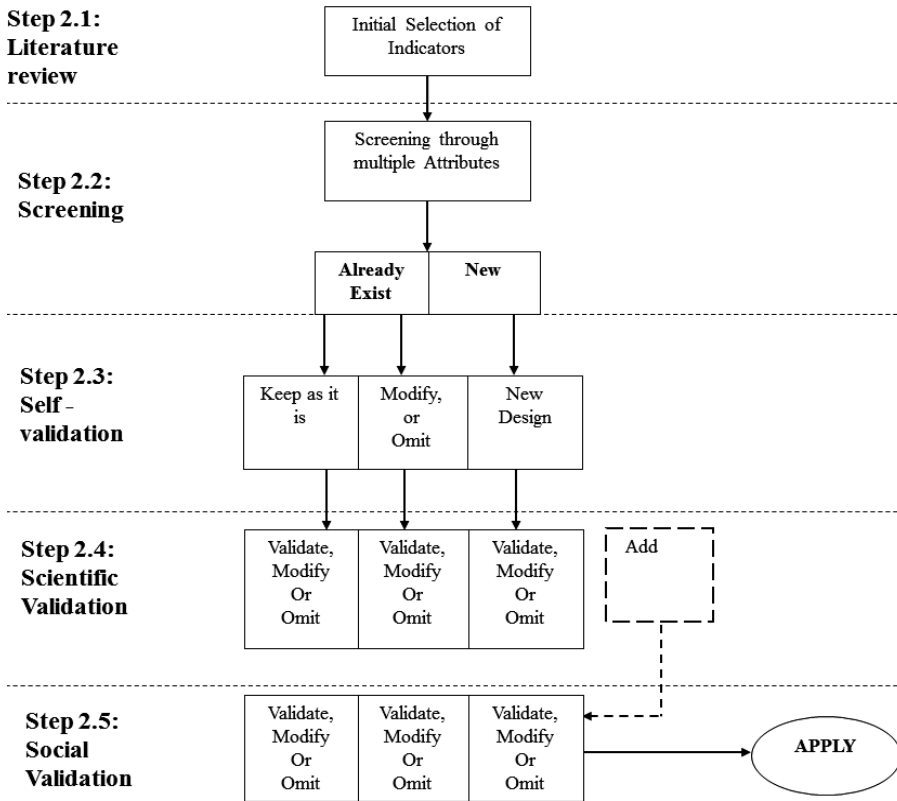 Step 2.1:
Literature
review
Initial Selection of
Indicators
Step 2.2:
Screening
Screening through
multiple Attributes
Already
Exist
New
Step 2.3:
Self –
validation
Keep as it
is
Modify,
or
Omit
New
Design
Step 2.4:
Scientific
Validation
Validate,
Modify
Or
Omit
Validate,
Modify
Or
Omit
Validate,
Modify
Or
Omit
Add
Step 2.5:
Social
Validation
Validate,
Modify
Or
Omit
Validate,
Modify
Or
Omit
Validate,
Modify
Or
Omit
APPLY